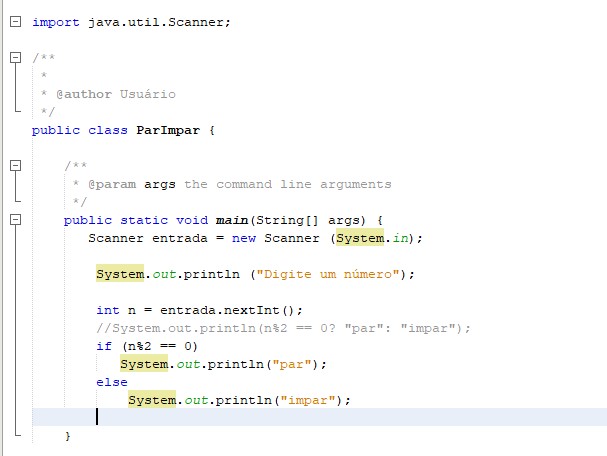 import java.util.Scanner;
/**
 *
 * @author Usuário
 */
public class ParImpar {
    /**
     * @param args the command line arguments
     */
    public static void main(String[] args) {
       Scanner entrada = new Scanner (System.in);
        System.out.println ("Digite um número");
        int n = entrada.nextInt();
        //System.out.println(n%2 == 0? "par": "impar");
        if (n%2 == 0)
           System.out.println("par");
        else
            System.out.println("impar");
    }